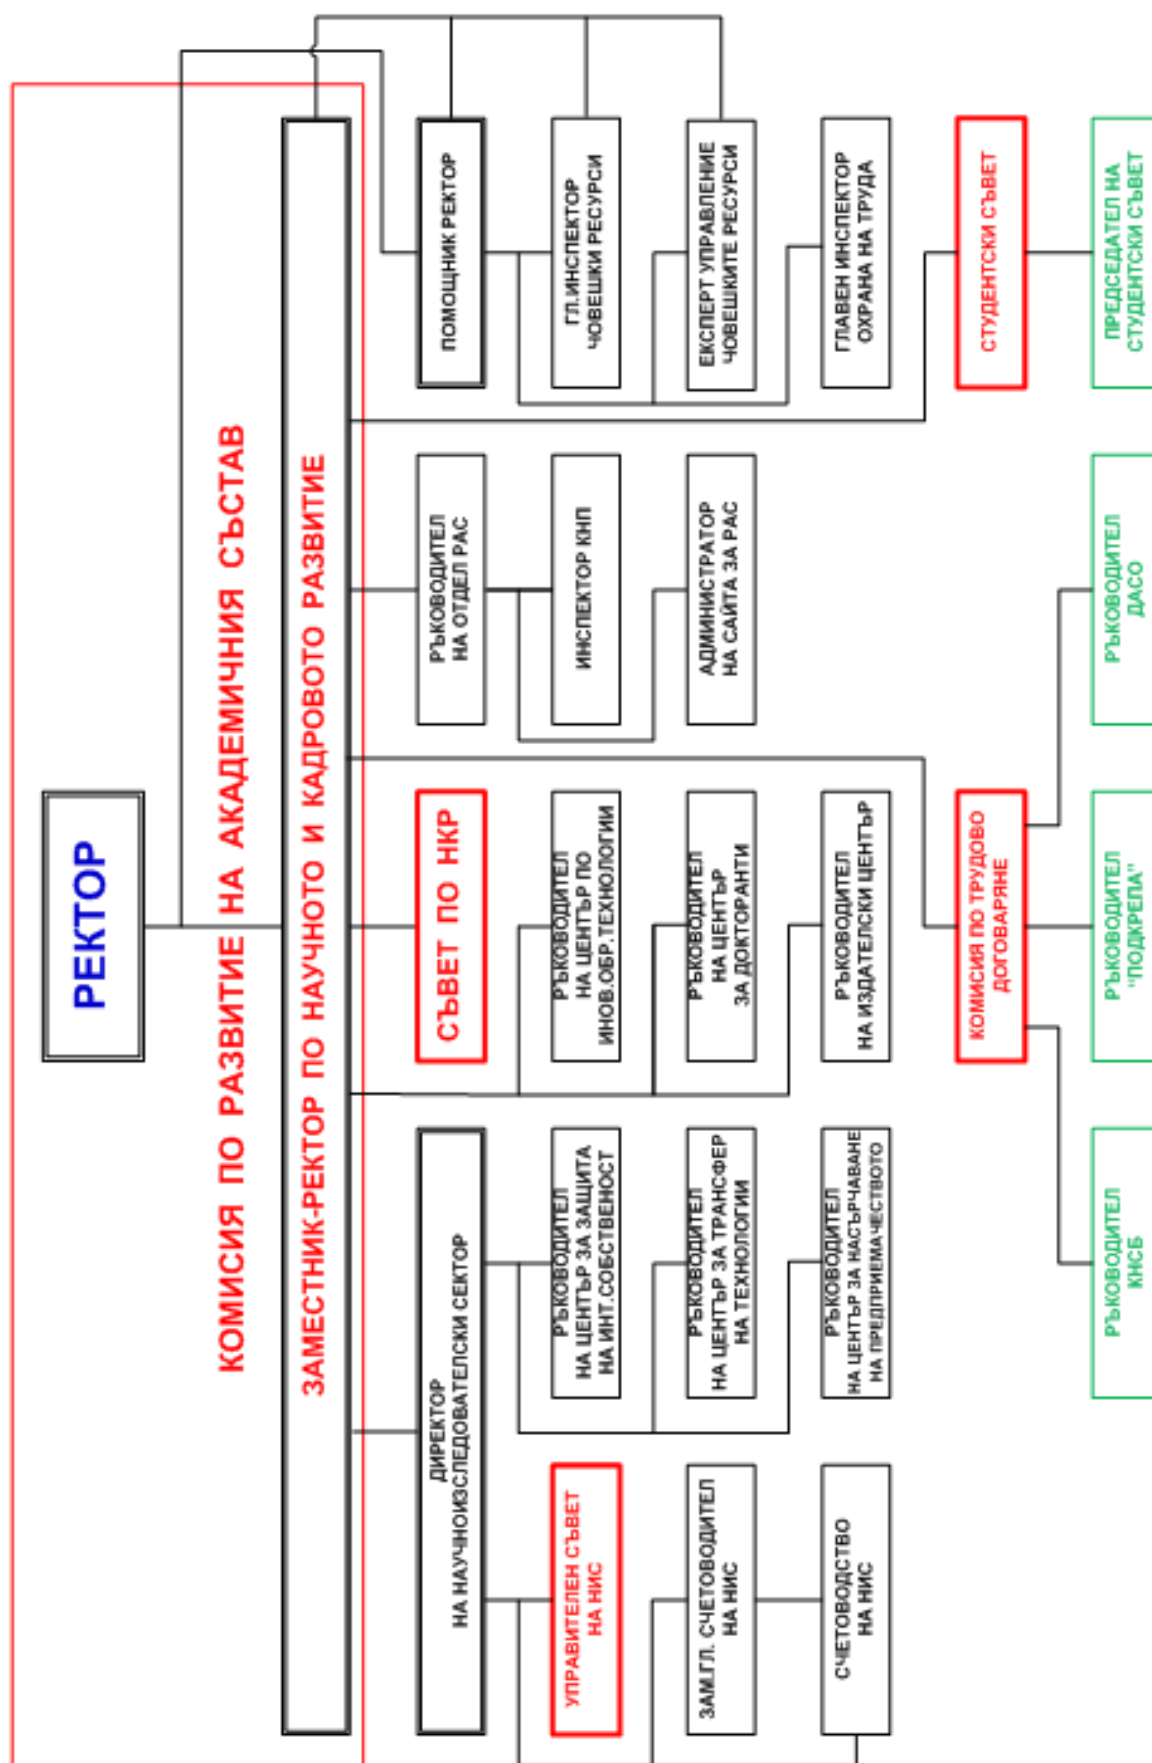 РЕКТОР
КОМИСИЯ ПО РАЗВИТИЕ НА АКАДЕМИЧНИЯ СЪСТАВ
ЗАМЕСТНИК-РЕКТОР ПО НАУЧНОТО И КАДРОВОТО РАЗВИТИЕ
ДИРЕКТОР
НА НАУЧНОИЗСЛЕДОВАТЕЛСКИ СЕКТОР
СЪВЕТ ПО НКР
РЪКОВОДИТЕЛ
НА ОТДЕЛ РАС
ПОМОЩНИК РЕКТОР
УПРАВИТЕЛЕН СЪВЕТ
НА НИС
РЪКОВОДИТЕЛ
НА ЦЕНТЪР ЗА ЗАЩИТА
НА ИНТ.СОБСТВЕНОСТ
РЪКОВОДИТЕЛ
НА ЦЕНТЪР ПО
ИНОВ.ОБР.ТЕХНОЛОГИИ
ИНСПЕКТОР КНП
ГЛ.ИНСПЕКТОР
ЧОВЕШКИ РЕСУРСИ
ЗАМ.ГЛ. СЧЕТОВОДИТЕЛ
НА НИС
РЪКОВОДИТЕЛ
НА ЦЕНТЪР ЗА ТРАНСФЕР
НА ТЕХНОЛОГИИ
РЪКОВОДИТЕЛ
НА ЦЕНТЪР
ЗА ДОКТОРАНТИ
АДМИНИСТРАТОР
НА САЙТА ЗА РАС
ЕКСПЕРТ УПРАВЛЕНИЕ
ЧОВЕШКИТЕ РЕСУРСИ
СЧЕТОВОДСТВО
НА НИС
РЪКОВОДИТЕЛ
НА ЦЕНТЪР ЗА НАСЪРЧАВАНЕ
НА ПРЕДПРИЕМАЧЕСТВОТО
РЪКОВОДИТЕЛ
НА ИЗДАТЕЛСКИ ЦЕНТЪР
ГЛАВЕН ИНСПЕКТОР
ОХРАНА НА ТРУДА
КОМИСИЯ ПО ТРУДОВО
ДОГОВАРЯНЕ
СТУДЕНТСКИ СЪВЕТ
РЪКОВОДИТЕЛ
КНСБ
РЪКОВОДИТЕЛ
"ПОДКРЕПА"
РЪКОВОДИТЕЛ
ДАСО
ПРЕДСЕДАТЕЛ НА
СТУДЕНТСКИ СЪВЕТ